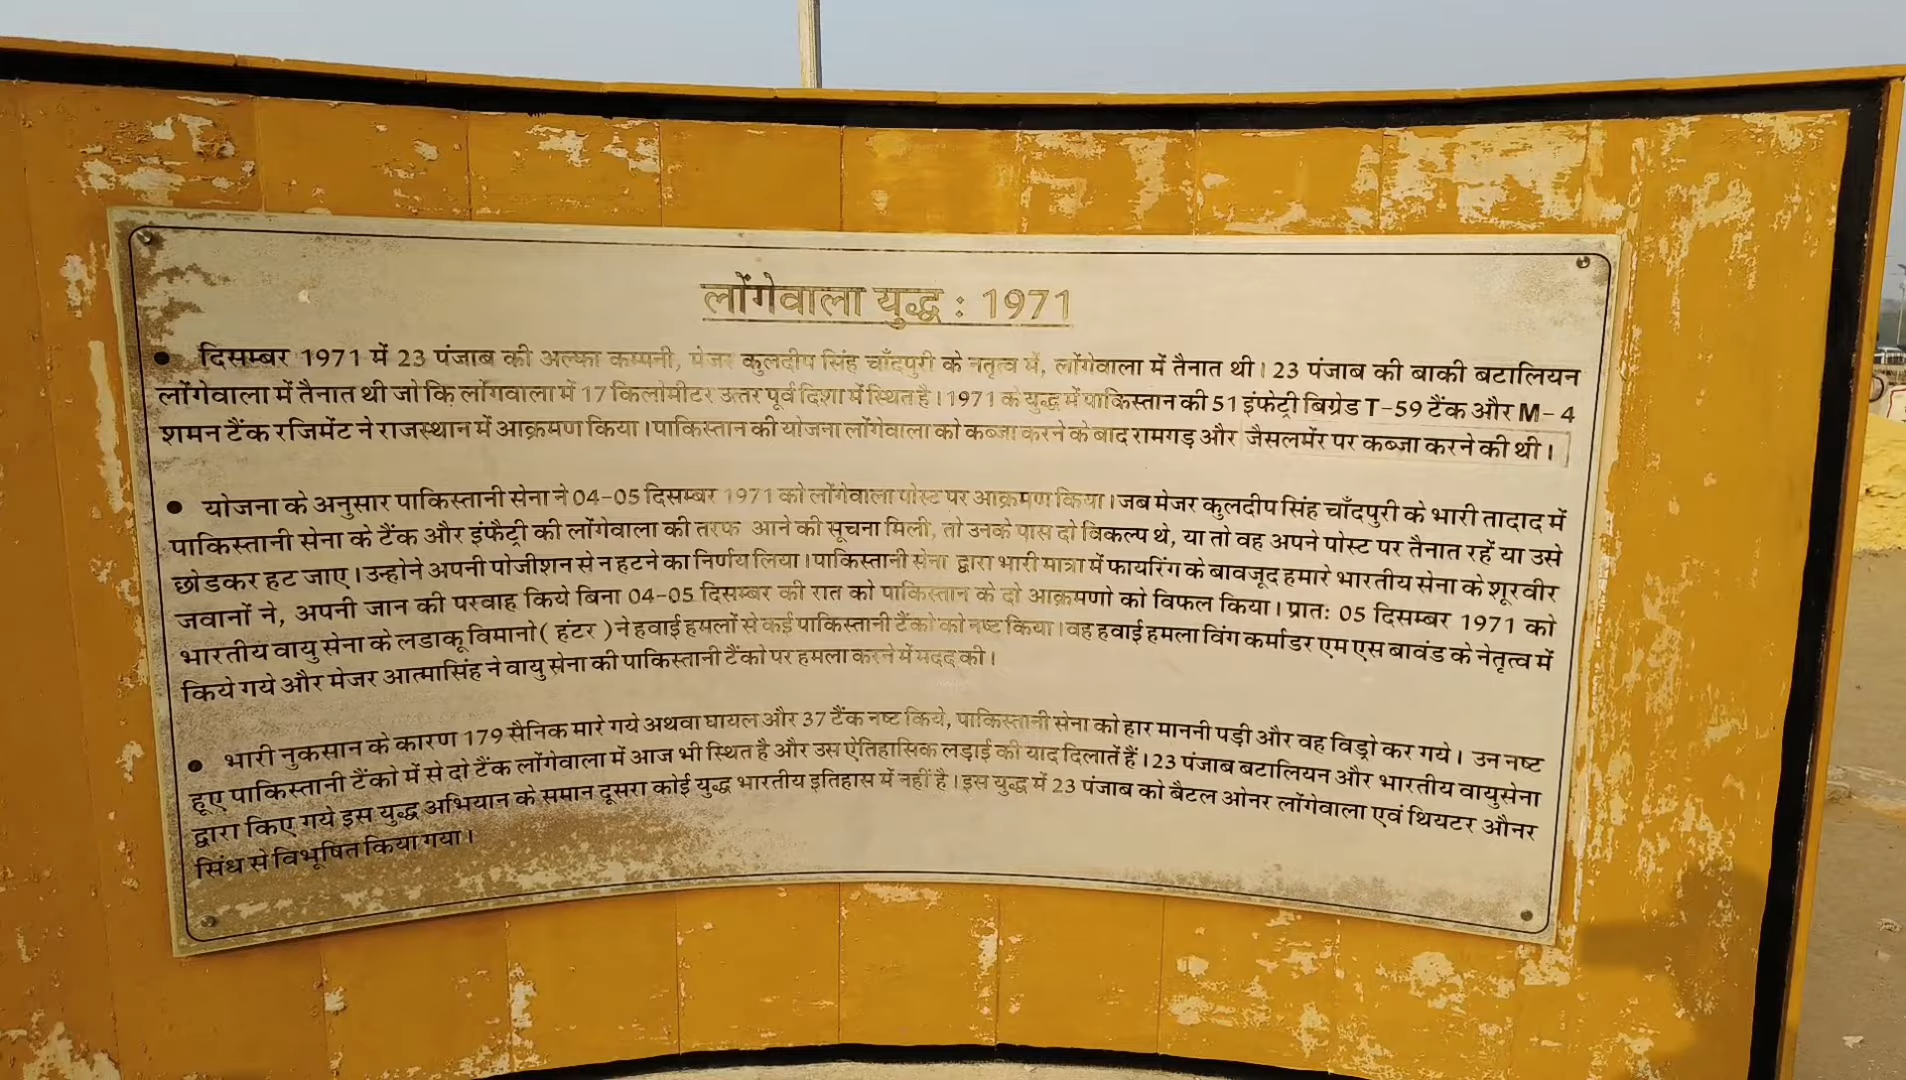 लोंगेवाला युद्ध : 1971
• दिसम्बर 1971 में 23 पंजाब की अल्फा कम्पनी, मेजर कुलदीप सिंह चाँदपुरी के नतृत्व में, लोंगेवाला में तैनात थी। 23 पंजाब की बाकी बटालियन
लोंगेवाला में तैनात थी जो कि लोंगवाला में 17 किलोमीटर उत्तर पूर्व दिशा में स्थित है। 1971 के युद्ध में पाकिस्तान की 51 इंफेट्री बिग्रेड T-59 टैंक और M-4
शमन टैंक रजिमेंट ने राजस्थान में आक्रमण किया। पाकिस्तान की योजना लोंगेवाला को कब्जा करने के बाद रामगड़ और जैसलमेंर पर कब्जा करने की थी।
• योजना के अनुसार पाकिस्तानी सेना ने 04-05 दिसम्बर 1971 को लोंगेवाला पोस्ट पर आक्रमण किया। जब मेजर कुलदीप सिंह चाँदपुरी के भारी तादाद में
पाकिस्तानी सेना के टैंक और इंफैट्री की लोंगेवाला की तरफ आने की सूचना मिली, तो उनके पास दो विकल्प थे, या तो वह अपने पोस्ट पर तैनात रहें या उसे
छोडकर हट जाए। उन्होने अपनी पोजीशन से न हटने का निर्णय लिया। पाकिस्तानी सेना द्वारा भारी मात्रा में फायरिंग के बावजूद हमारे भारतीय सेना के शूरवीर
जवानों ने, अपनी जान की परवाह किये बिना 04-05 दिसम्बर की रात को पाकिस्तान के दो आक्रमणो को विफल किया। प्रातः 05 दिसम्बर 1971 को
भारतीय वायु सेना के लडाकू विमानो ( हंटर ) ने हवाई हमलों से कई पाकिस्तानी टैंको को नष्ट किया। वह हवाई हमला विंग कर्माडर एम एस बावंड के नेतृत्व में
किये गये और मेजर आत्मासिंह ने वायु सेना की पाकिस्तानी टैंको पर हमला करने में मदद की।
• भारी नुकसान के कारण 179 सैनिक मारे गये अथवा घायल और 37 टैंक नष्ट किये, पाकिस्तानी सेना को हार माननी पड़ी और वह विड्रो कर गये। उन नष्ट
हूए पाकिस्तानी टैंको में से दो टैंक लोंगेवाला में आज भी स्थित है और उस ऐतिहासिक लड़ाई की याद दिलातें हैं। 23 पंजाब बटालियन और भारतीय वायुसेना
द्वारा किए गये इस युद्ध अभियान के समान दूसरा कोई युद्ध भारतीय इतिहास में नहीं है। इस युद्ध में 23 पंजाब को बैटल ओनर लोंगेवाला एवं थियटर औनर
सिंध से विभूषित किया गया।